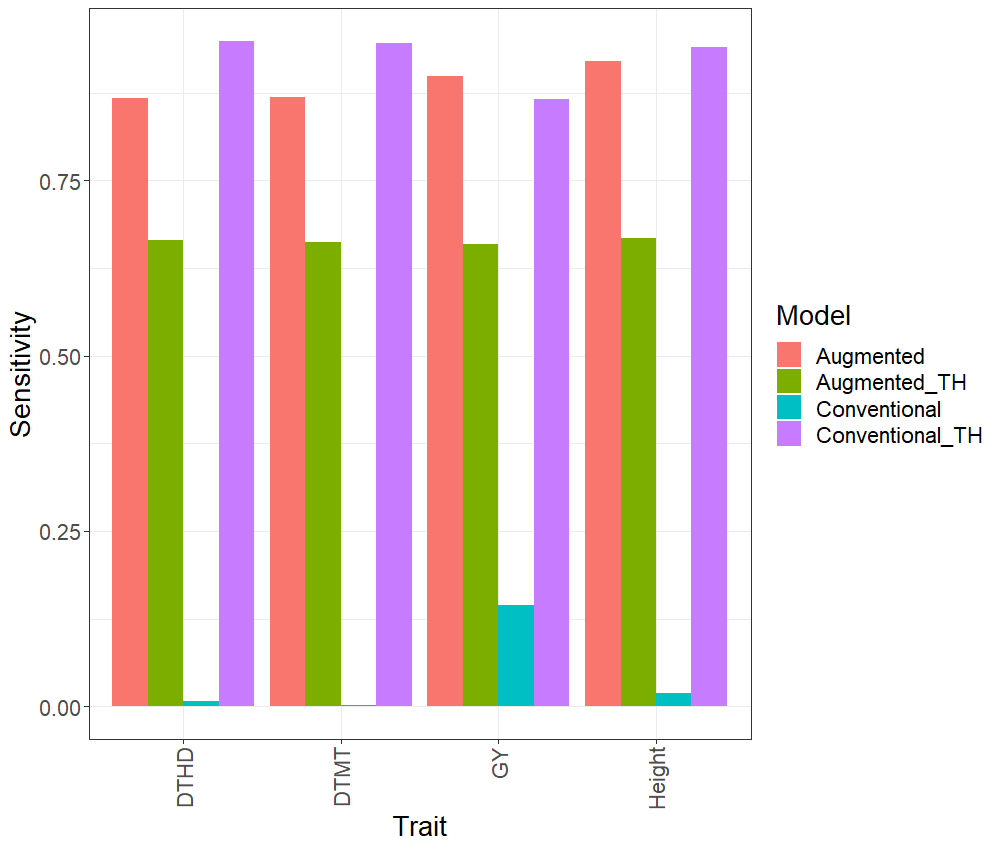 Sensitivity
0.75
0.50
0.25
0.00
DTHD
DTMT
GY
Height
Trait
Model
Augmented
Augmented_TH
Conventional
Conventional_TH